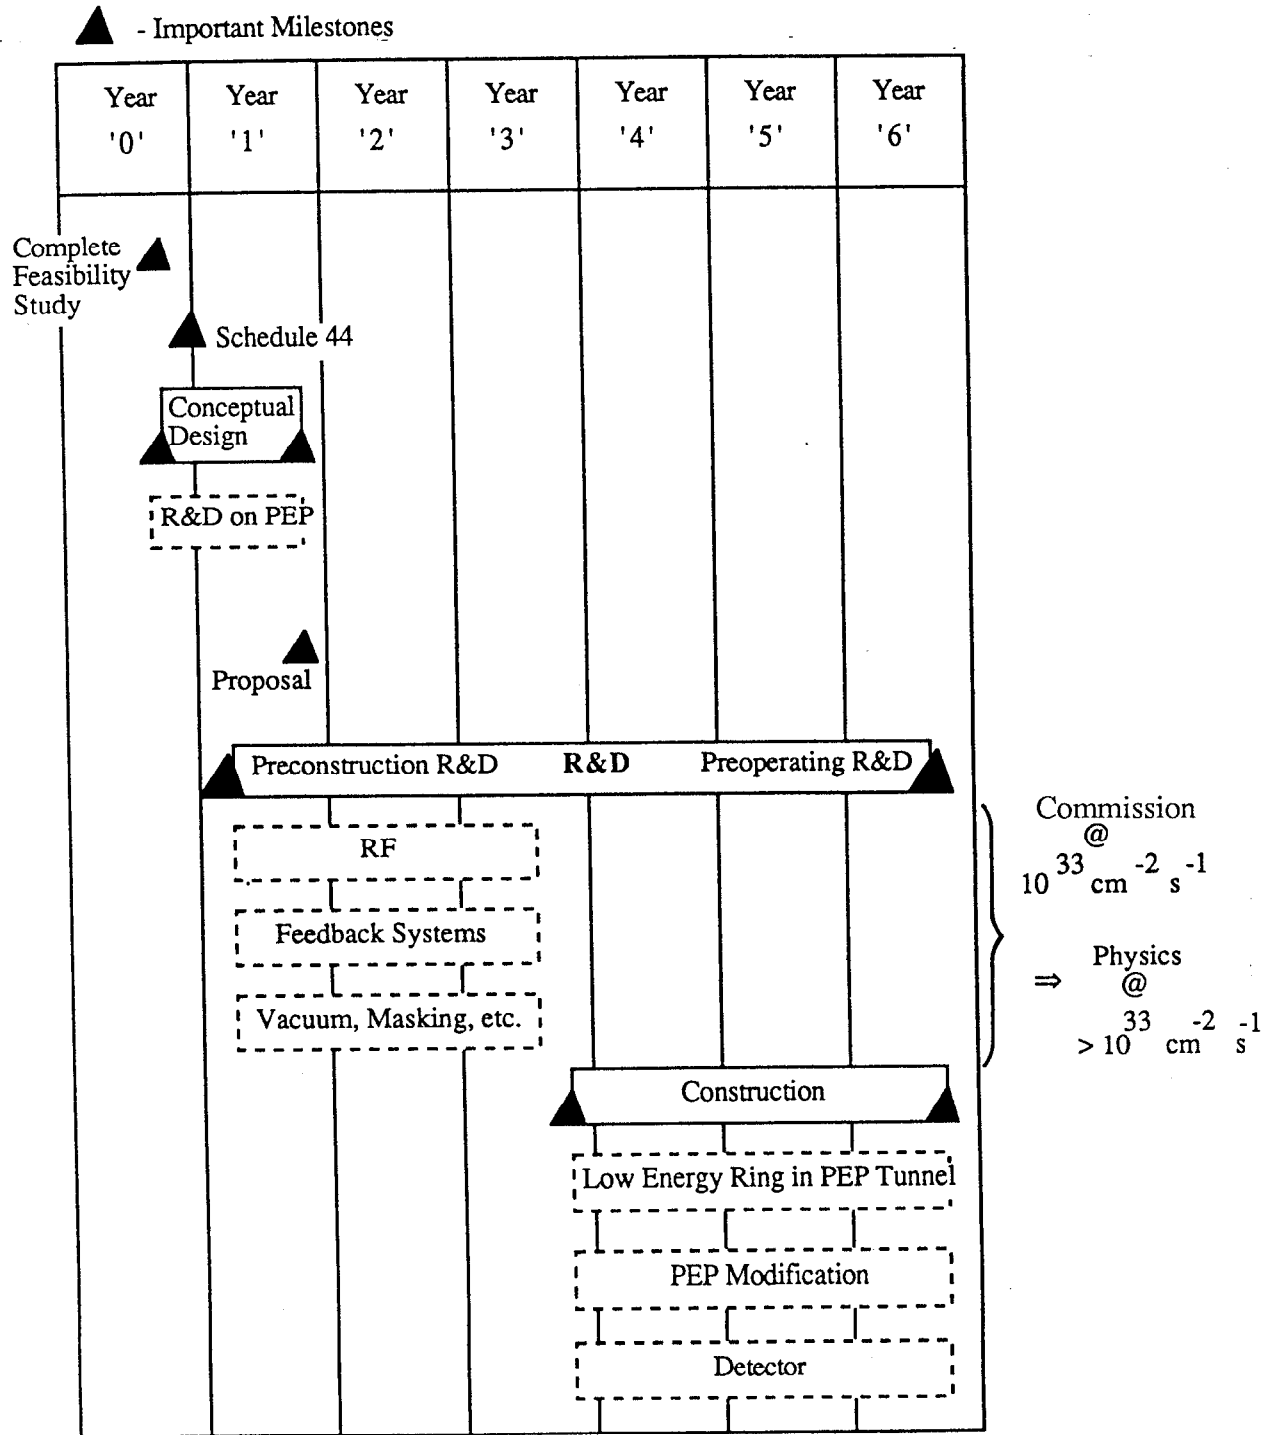 - Important Milestones
Year Year Year Year Year Year Year
'0' '1' '2' '3' '4' '5' '6'
Complete
Feasibility
Study
Schedule 44
Conceptual
Design
R&D on PEP
Proposal
Preconstruction R&D R&D Preoperating R&D
RF
Feedback Systems
Vacuum, Masking, etc.
Commission
@
10^33 cm^-2 s^-1
⇒ Physics
@
> 10^33 cm^-2 s^-1
Construction
Low Energy Ring in PEP Tunnel
PEP Modification
Detector